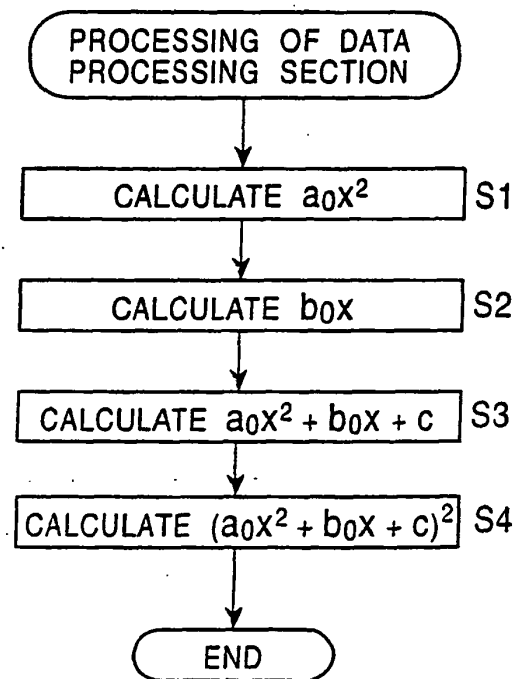 PROCESSING OF DATA
PROCESSING SECTION
CALCULATE a₀x² S1
CALCULATE b₀x S2
CALCULATE a₀x² + b₀x + c S3
CALCULATE (a₀x² + b₀x + c)² S4
END